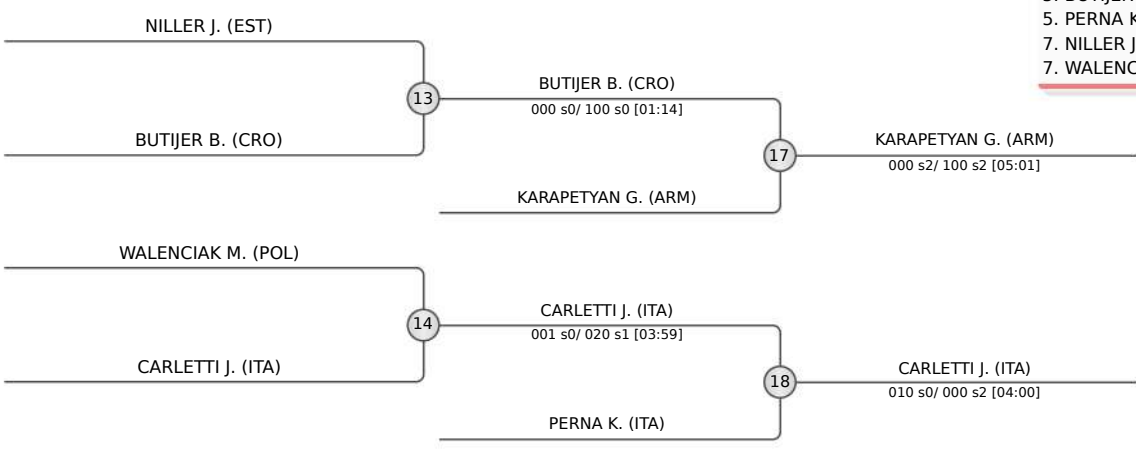 NILLER J. (EST)
13
BUTIJER B. (CRO)
BUTIJER B. (CRO)
000 s0/ 100 s0 [01:14]
17
KARAPETYAN G. (ARM)
KARAPETYAN G. (ARM)
000 s2/ 100 s2 [05:01]
WALENCIAK M. (POL)
14
CARLETTI J. (ITA)
CARLETTI J. (ITA)
001 s0/ 020 s1 [03:59]
18
PERNA K. (ITA)
CARLETTI J. (ITA)
010 s0/ 000 s2 [04:00]
5. PERNA K
7. NILLER J
7. WALENC